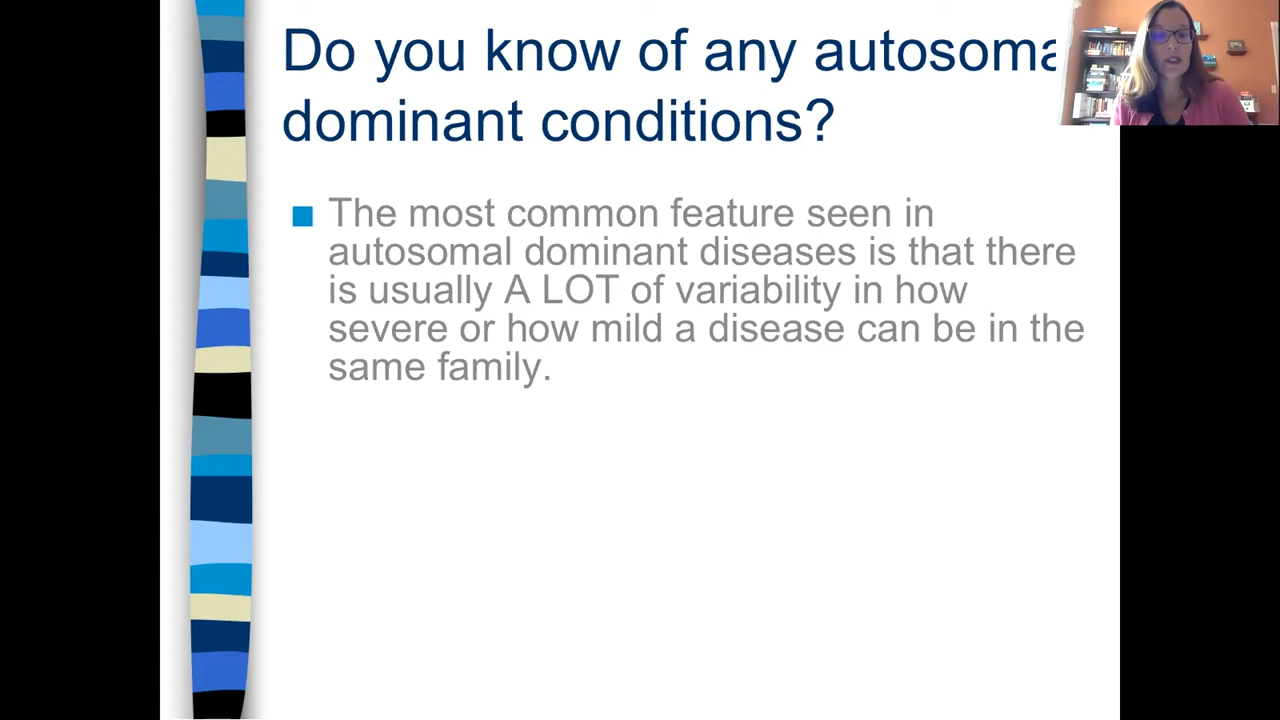 Do you know of any autosoma
dominant conditions?
The most common feature seen in
autosomal dominant diseases is that there
is usually A LOT of variability in how
severe or how mild a disease can be in the
same family.